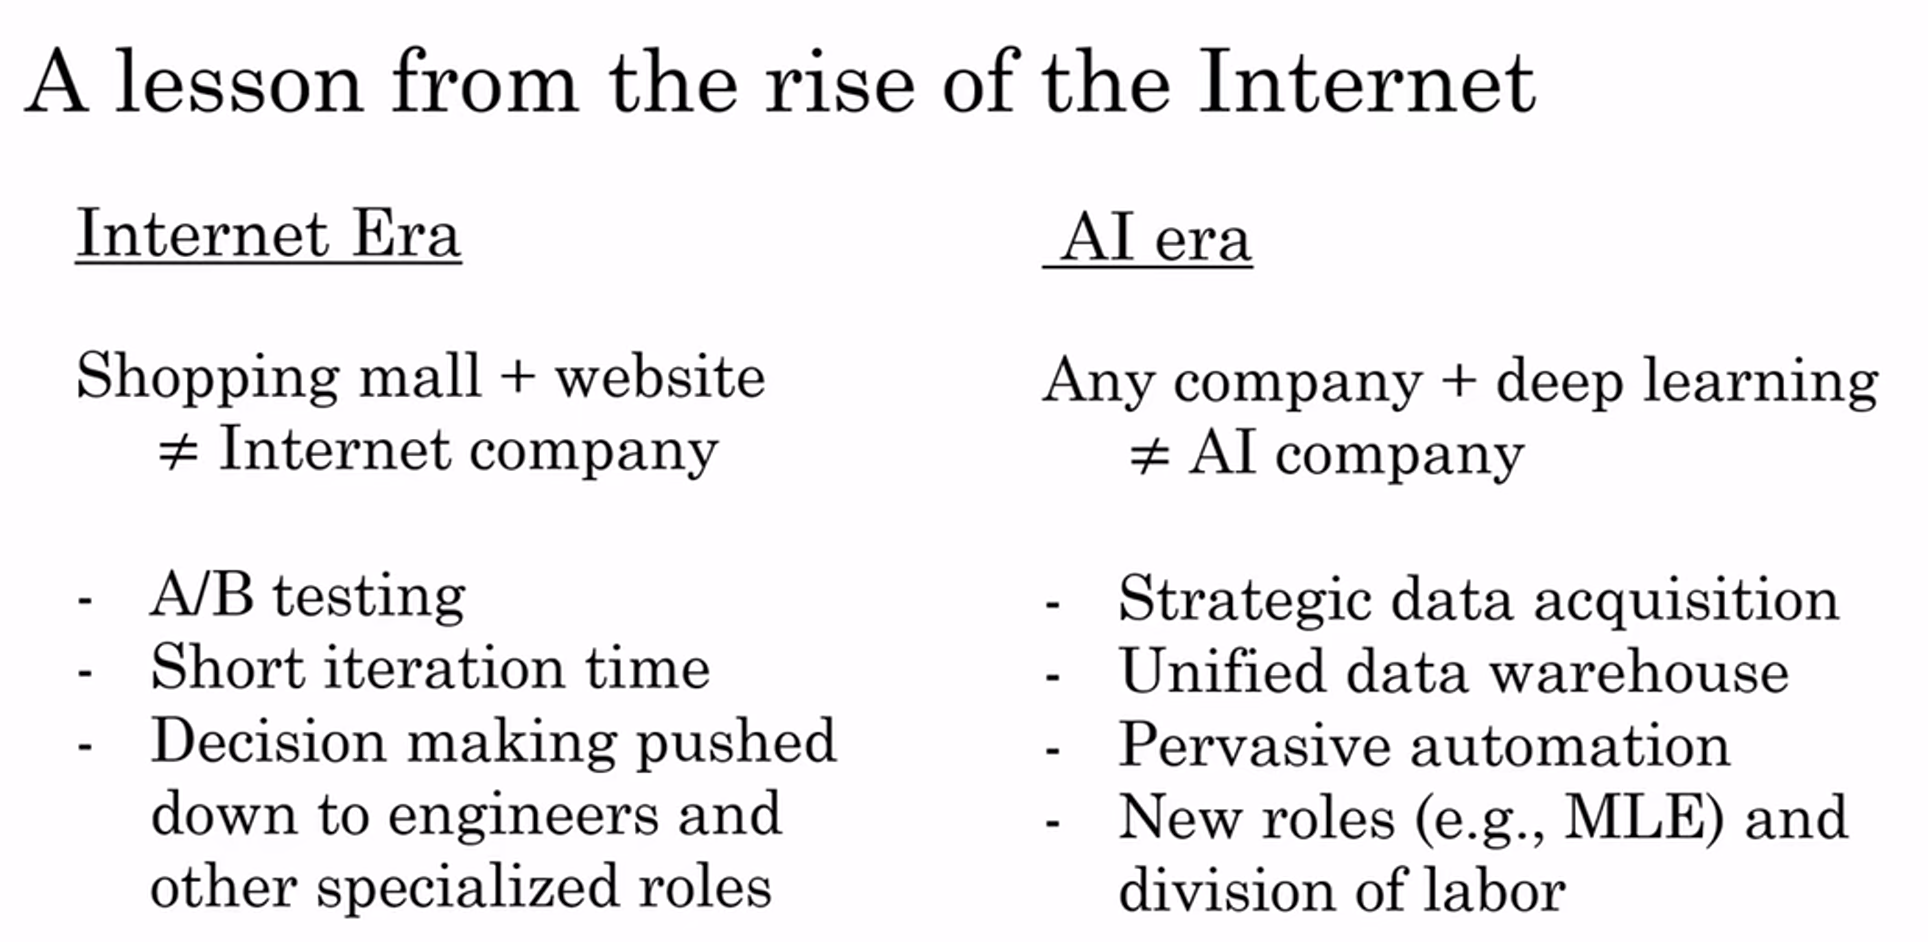 A lesson from the rise of the Internet
Internet Era
Shopping mall + website
≠ Internet company
- A/B testing
- Short iteration time
- Decision making pushed
down to engineers and
other specialized roles
AI era
Any company + deep learning
≠ AI company
- Strategic data acquisition
- Unified data warehouse
- Pervasive automation
- New roles (e.g., MLE) and
division of labor